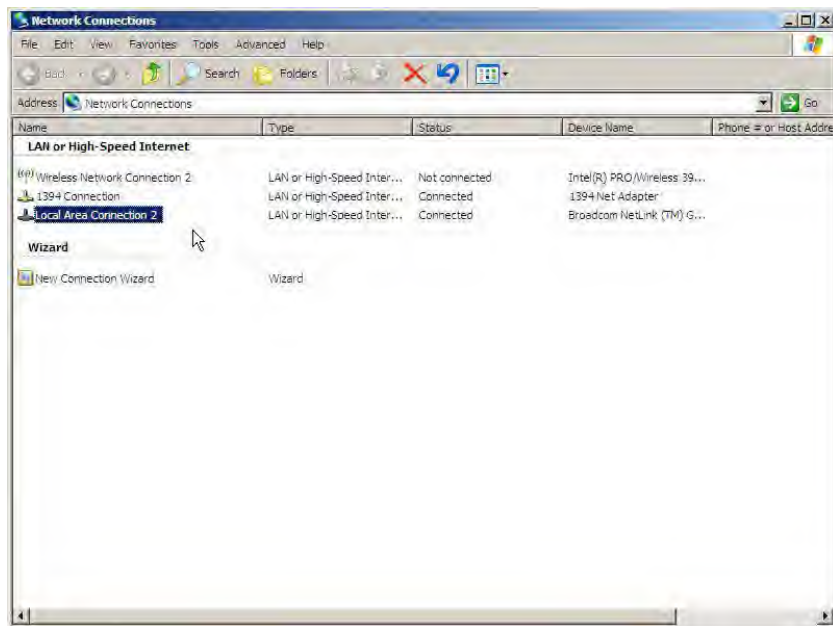 Network Connections
File Edit View Favorites Tools Advanced Help
Back Search Folders
Address Network Connections Go
Name Type Status Device Name Phone # or Host Addre
LAN or High-Speed Internet
Wireless Network Connection 2 LAN or High-Speed Inter... Not connected Intel(R) PRO/Wireless 39...
1394 Connection LAN or High-Speed Inter... Connected 1394 Net Adapter
Local Area Connection 2 LAN or High-Speed Inter... Connected Broadcom NetLink (TM) G...
Wizard
New Connection Wizard Wizard